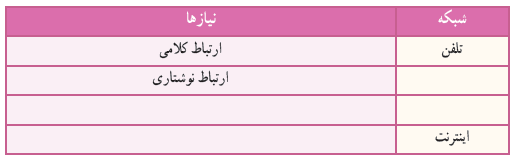 شبکه نیازها
تلفن ارتباط کلامی
ارتباط نوشتاری
اینترنت